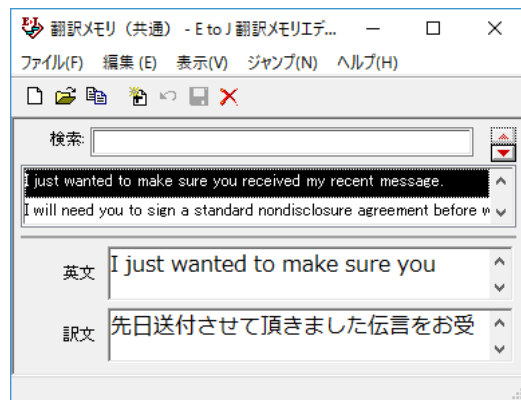 翻訳メモリ（共通） - E to J 翻訳メモリエデ...
ファイル(F) 編集(E) 表示(V) ジャンプ(N) ヘルプ(H)
検索:
I just wanted to make sure you received my recent message.
I will need you to sign a standard nondisclosure agreement before
英文
I just wanted to make sure you
訳文
先日送付させて頂きました伝言をお受